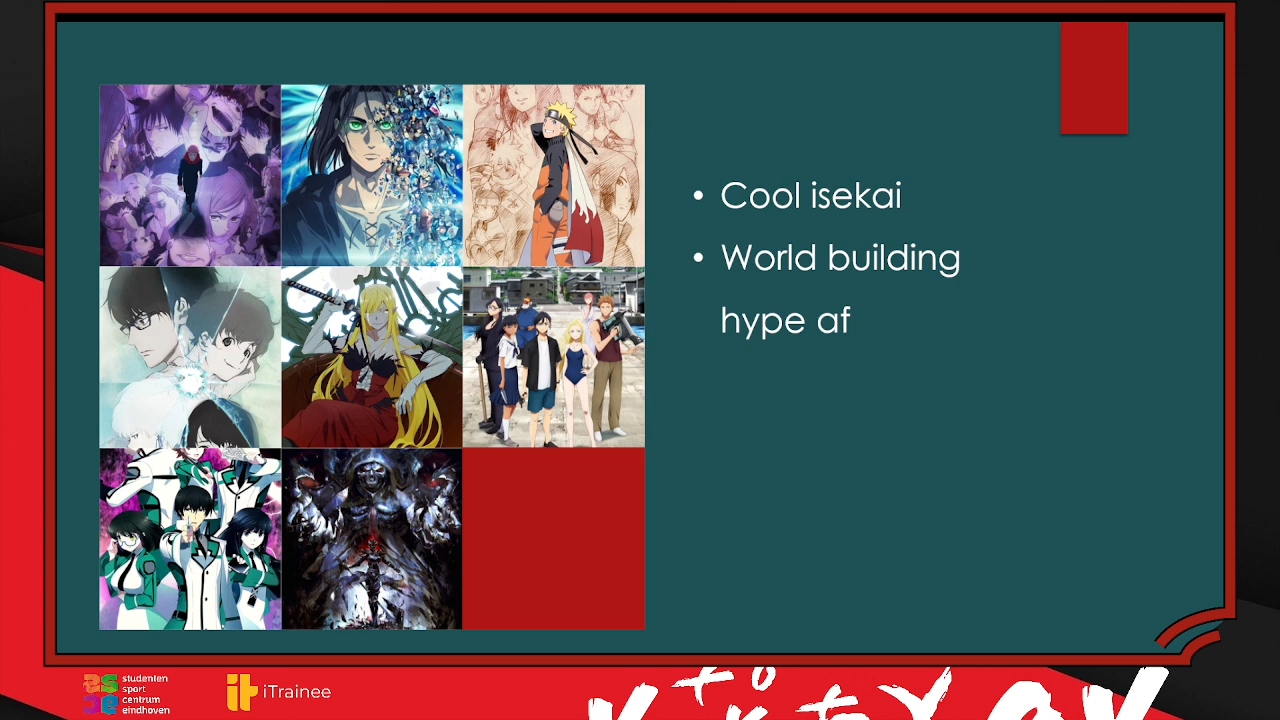 Cool isekai
World building
hype af
studenten
sport
centrum
eindhoven
iTrainee